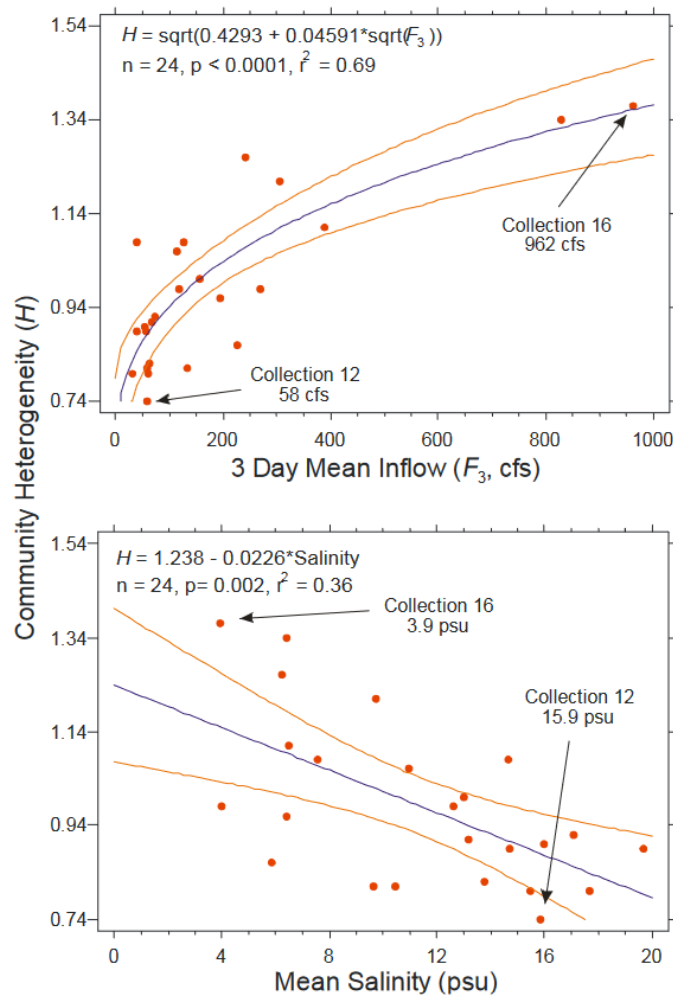 Community Heterogeneity (H)
1.54
1.34
1.14
0.94
0.74
H = sqrt(0.4293 + 0.04591*sqrt(F3))
n = 24, p < 0.0001, r2 = 0.69
Collection 16
962 cfs
Collection 12
58 cfs
0 200 400 600 800 1000
3 Day Mean Inflow (F3, cfs)
1.54
1.34
1.14
0.94
0.74
H = 1.238 - 0.0226*Salinity
n = 24, p= 0.002, r2 = 0.36
Collection 16
3.9 psu
Collection 12
15.9 psu
0 4 8 12 16 20
Mean Salinity (psu)